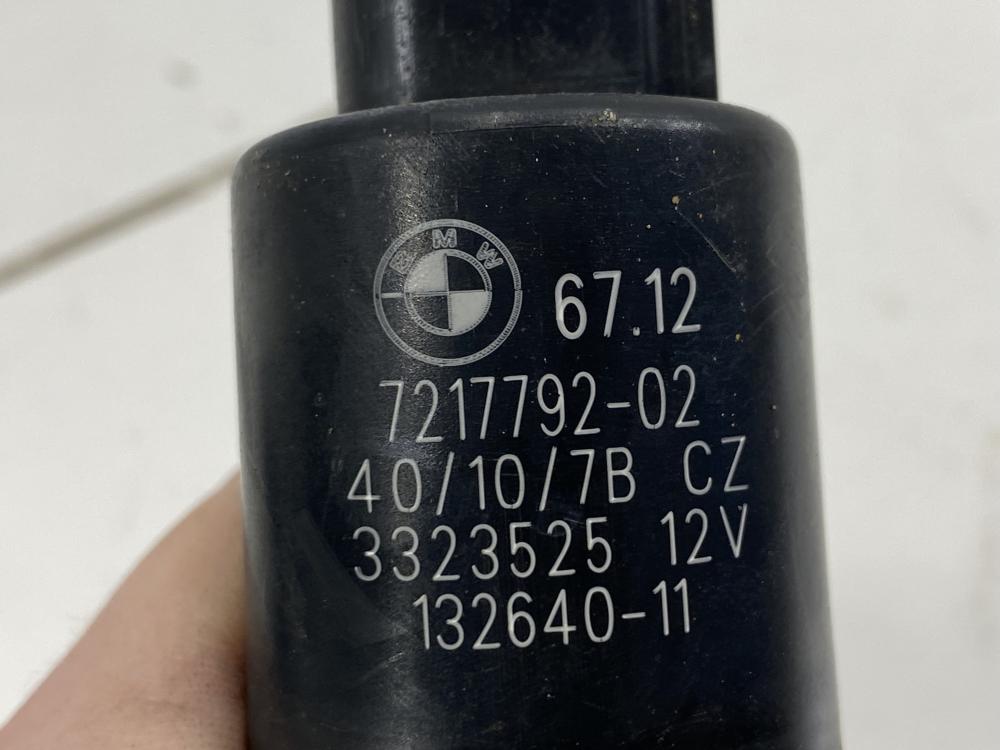 BMW 67.12
7217792-02
40/10/7B CZ
3323525 12V
132640-11